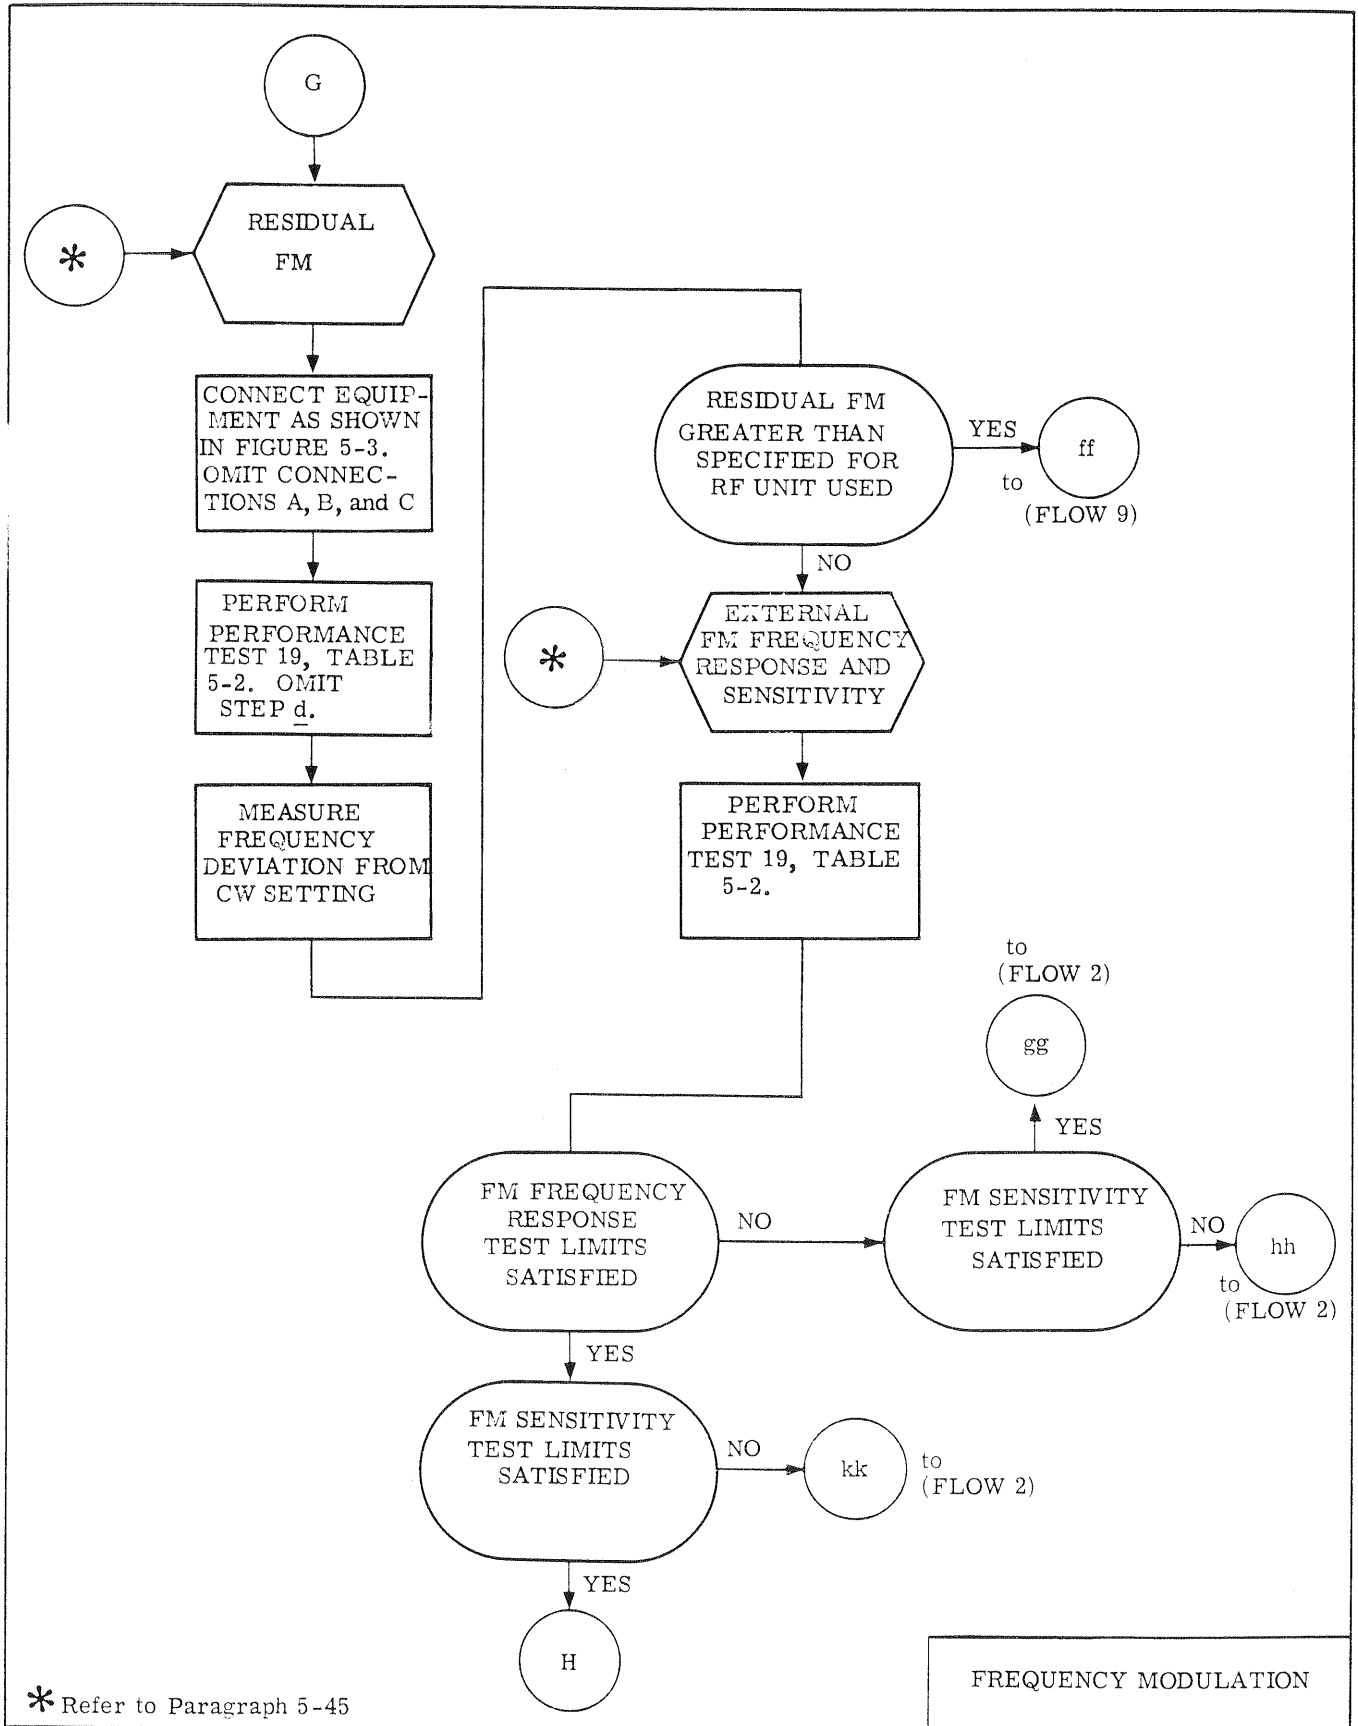 G
*
RESIDUAL
FM
CONNECT EQUIP-
MENT AS SHOWN
IN FIGURE 5-3.
OMIT CONNEC-
TIONS A, B, and C
PERFORM
PERFORMANCE
TEST 19, TABLE
5-2. OMIT
STEP d.
MEASURE
FREQUENCY
DEVIATION FROM
CW SETTING
RESIDUAL FM
GREATER THAN
SPECIFIED FOR
RF UNIT USED
YES
ff
to
(FLOW 9)
NO
*
EXTERNAL
FM FREQUENCY
RESPONSE AND
SENSITIVITY
PERFORM
PERFORMANCE
TEST 19, TABLE
5-2.
FM FREQUENCY
RESPONSE
TEST LIMITS
SATISFIED
NO
FM SENSITIVITY
TEST LIMITS
SATISFIED
YES
gg
to
(FLOW 2)
NO
hh
to
(FLOW 2)
YES
FM SENSITIVITY
TEST LIMITS
SATISFIED
NO
kk
to
(FLOW 2)
YES
H
* Refer to Paragraph 5-45
FREQUENCY MODULATION